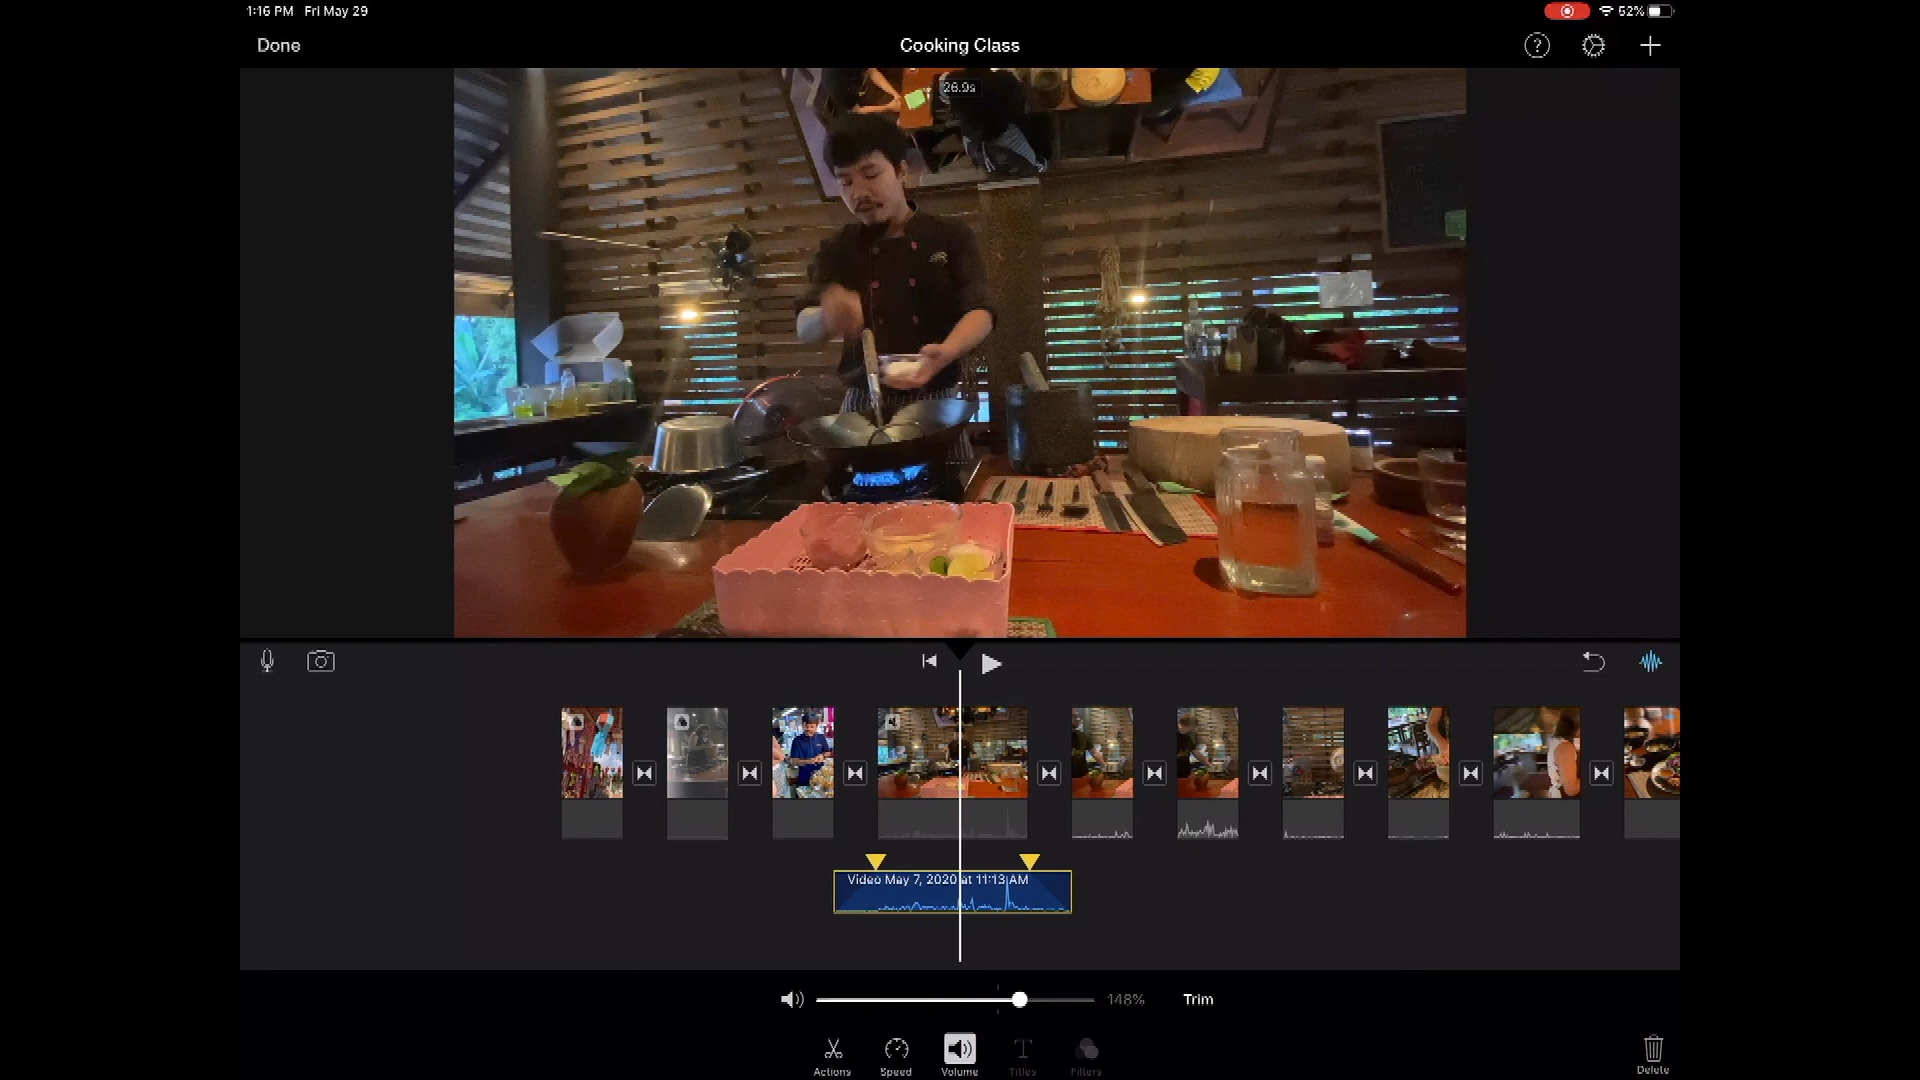 1:16 PM Fri May 29
52%
Done
Cooking Class
?
26.9s
Video May 7, 2020 at 11:13 AM
148%
Trim
Actions
Speed
Volume
T
Titles
Filters
Delete